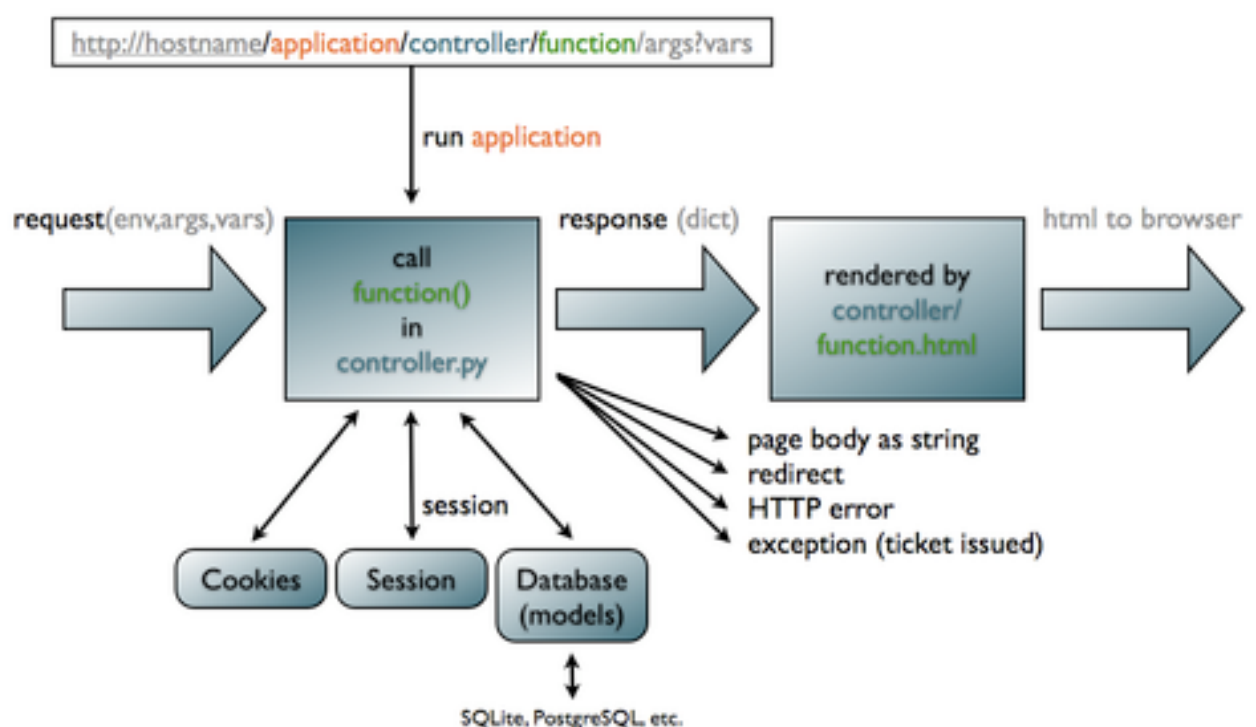 http://hostname/application/controller/function/args?vars
run application
request(env,args,vars)
response (dict)
html to browser
call
function()
in
controller.py
rendered by
controller/
function.html
page body as string
redirect
HTTP error
exception (ticket issued)
session
Cookies
Session
Database
(models)
SQLite, PostgreSQL, etc.